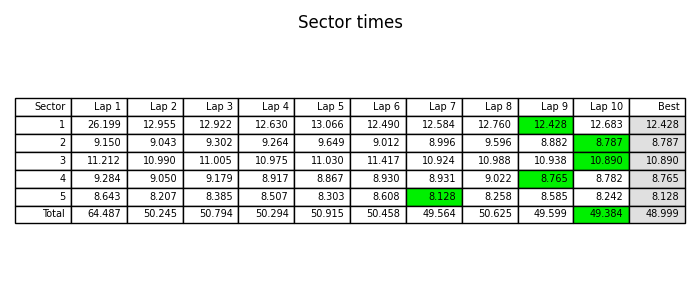 Sector times
Sector Lap 1 Lap 2 Lap 3 Lap 4 Lap 5 Lap 6 Lap 7 Lap 8 Lap 9 Lap 10 Best
1 26.199 12.955 12.922 12.630 13.066 12.490 12.584 12.760 12.428 12.683 12.428
2 9.150 9.043 9.302 9.264 9.649 9.012 8.996 9.596 8.882 8.787 8.787
3 11.212 10.990 11.005 10.975 11.030 11.417 10.924 10.988 10.938 10.890 10.890
4 9.284 9.050 9.179 8.917 8.867 8.930 8.931 9.022 8.765 8.782 8.765
5 8.643 8.207 8.385 8.507 8.303 8.608 8.128 8.258 8.585 8.242 8.128
Total 64.487 50.245 50.794 50.294 50.915 50.458 49.564 50.625 49.599 49.384 48.999